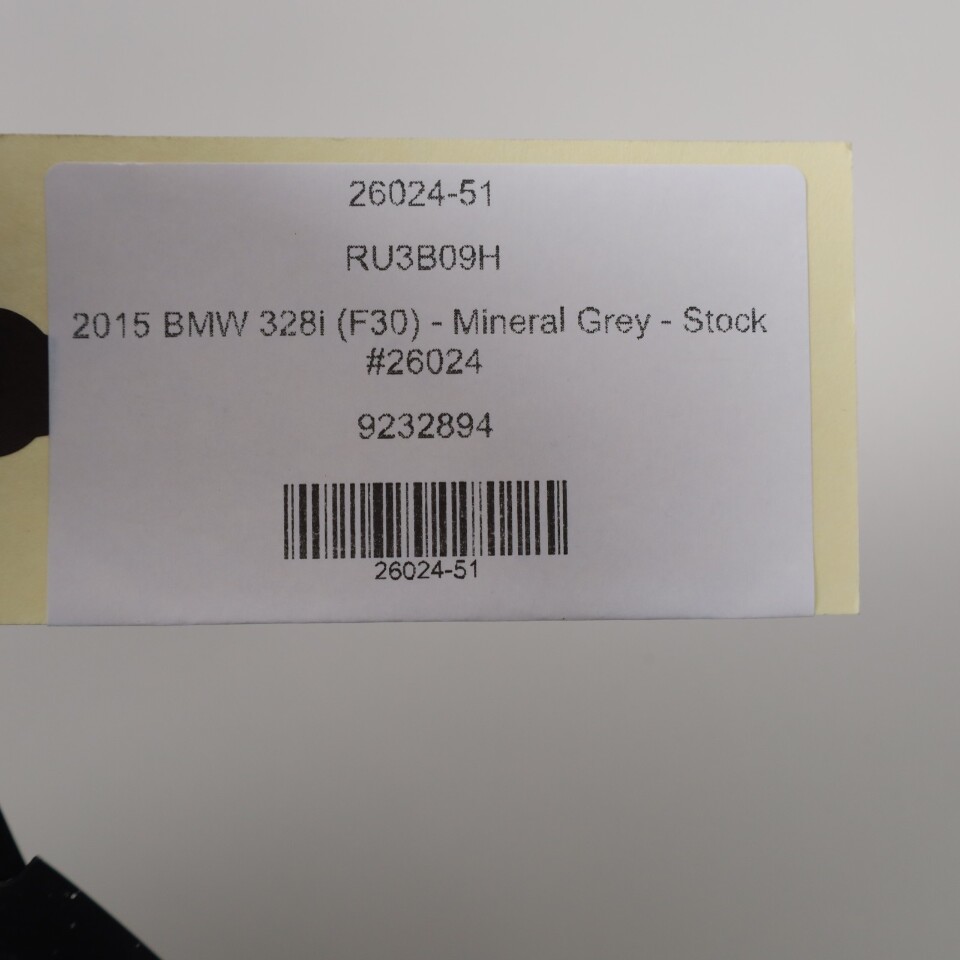 26024-51
RU3B09H
2015 BMW 328i (F30) - Mineral Grey - Stock
#26024
9232894
26024-51